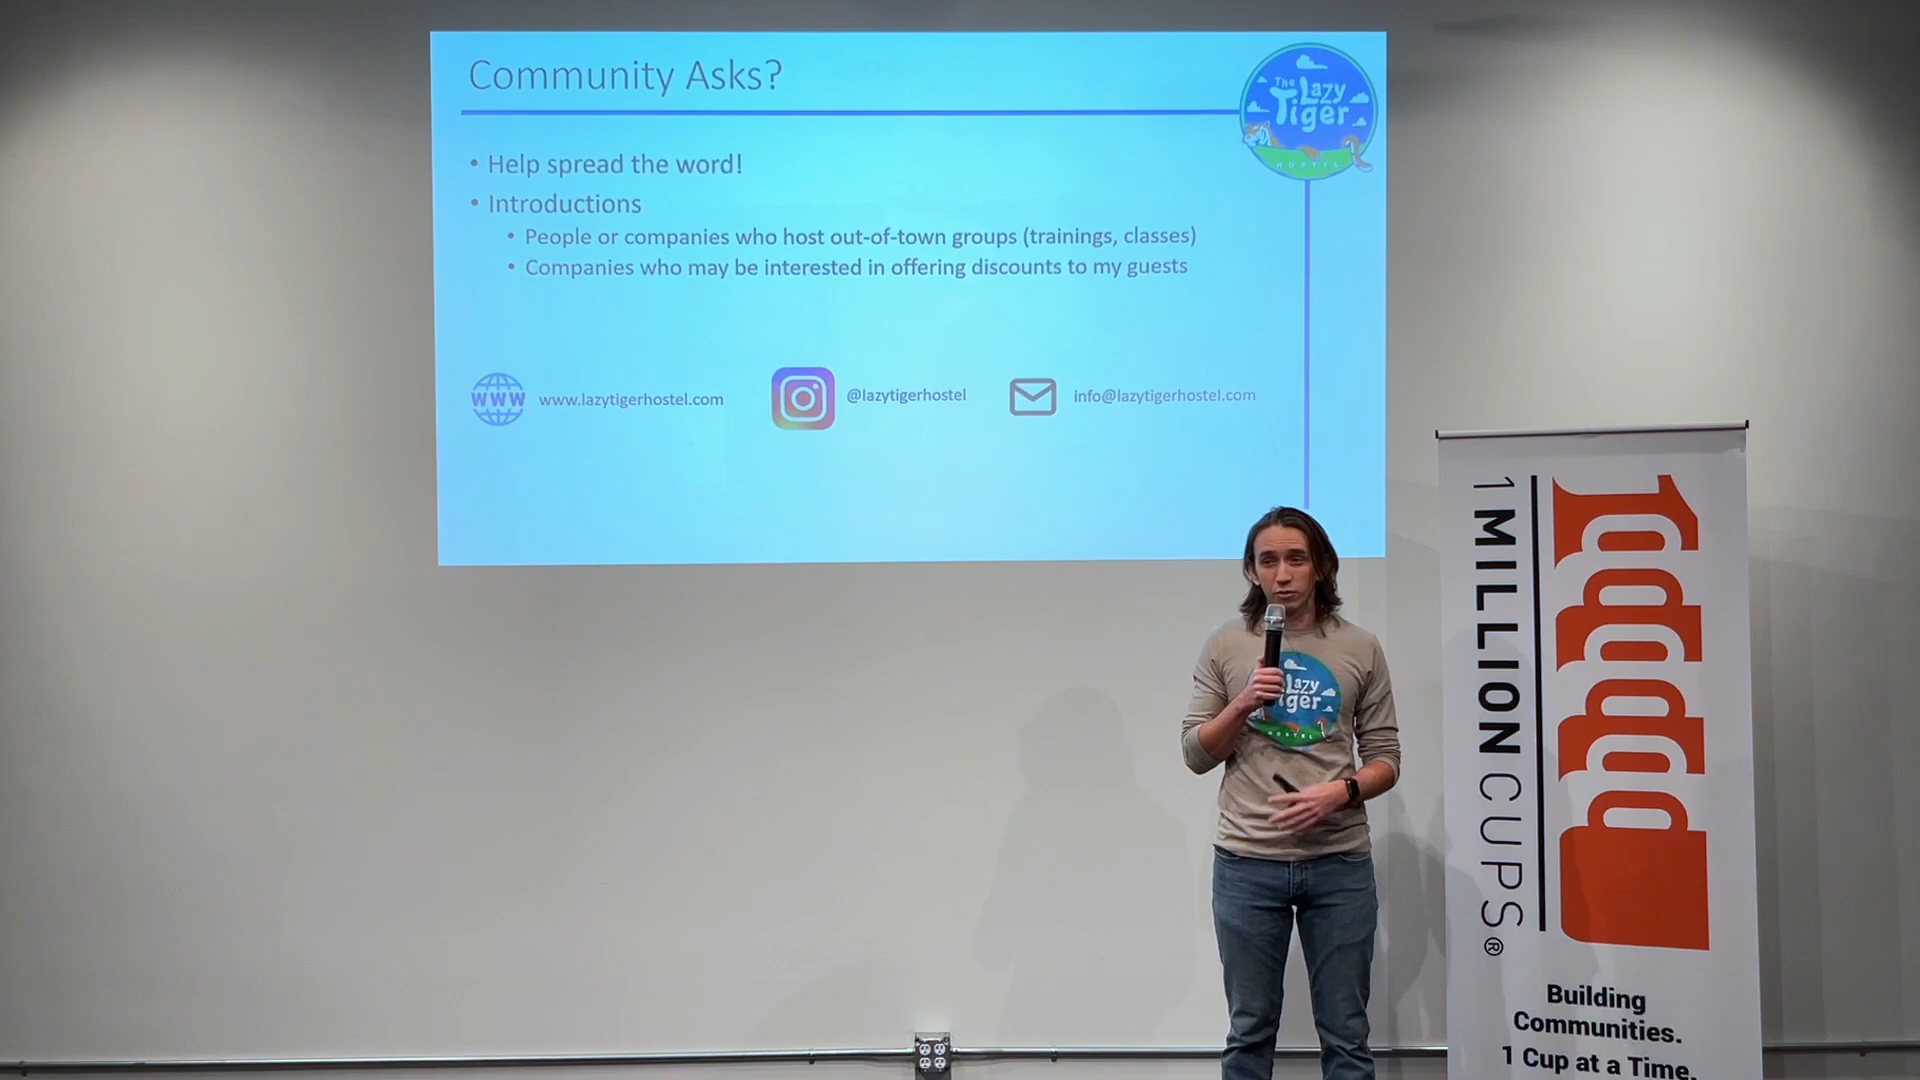 Community Asks?
The Lazy
Tiger
HOSTEL
• Help spread the word!
• Introductions
• People or companies who host out-of-town groups (trainings, classes)
• Companies who may be interested in offering discounts to my guests
WWW www.lazytigerhostel.com
@lazytigerhostel
info@lazytigerhostel.com
Lazy
iger
HOSTEL
1 MILLION CUPS®
Building
Communities.
1 Cup at a Time.